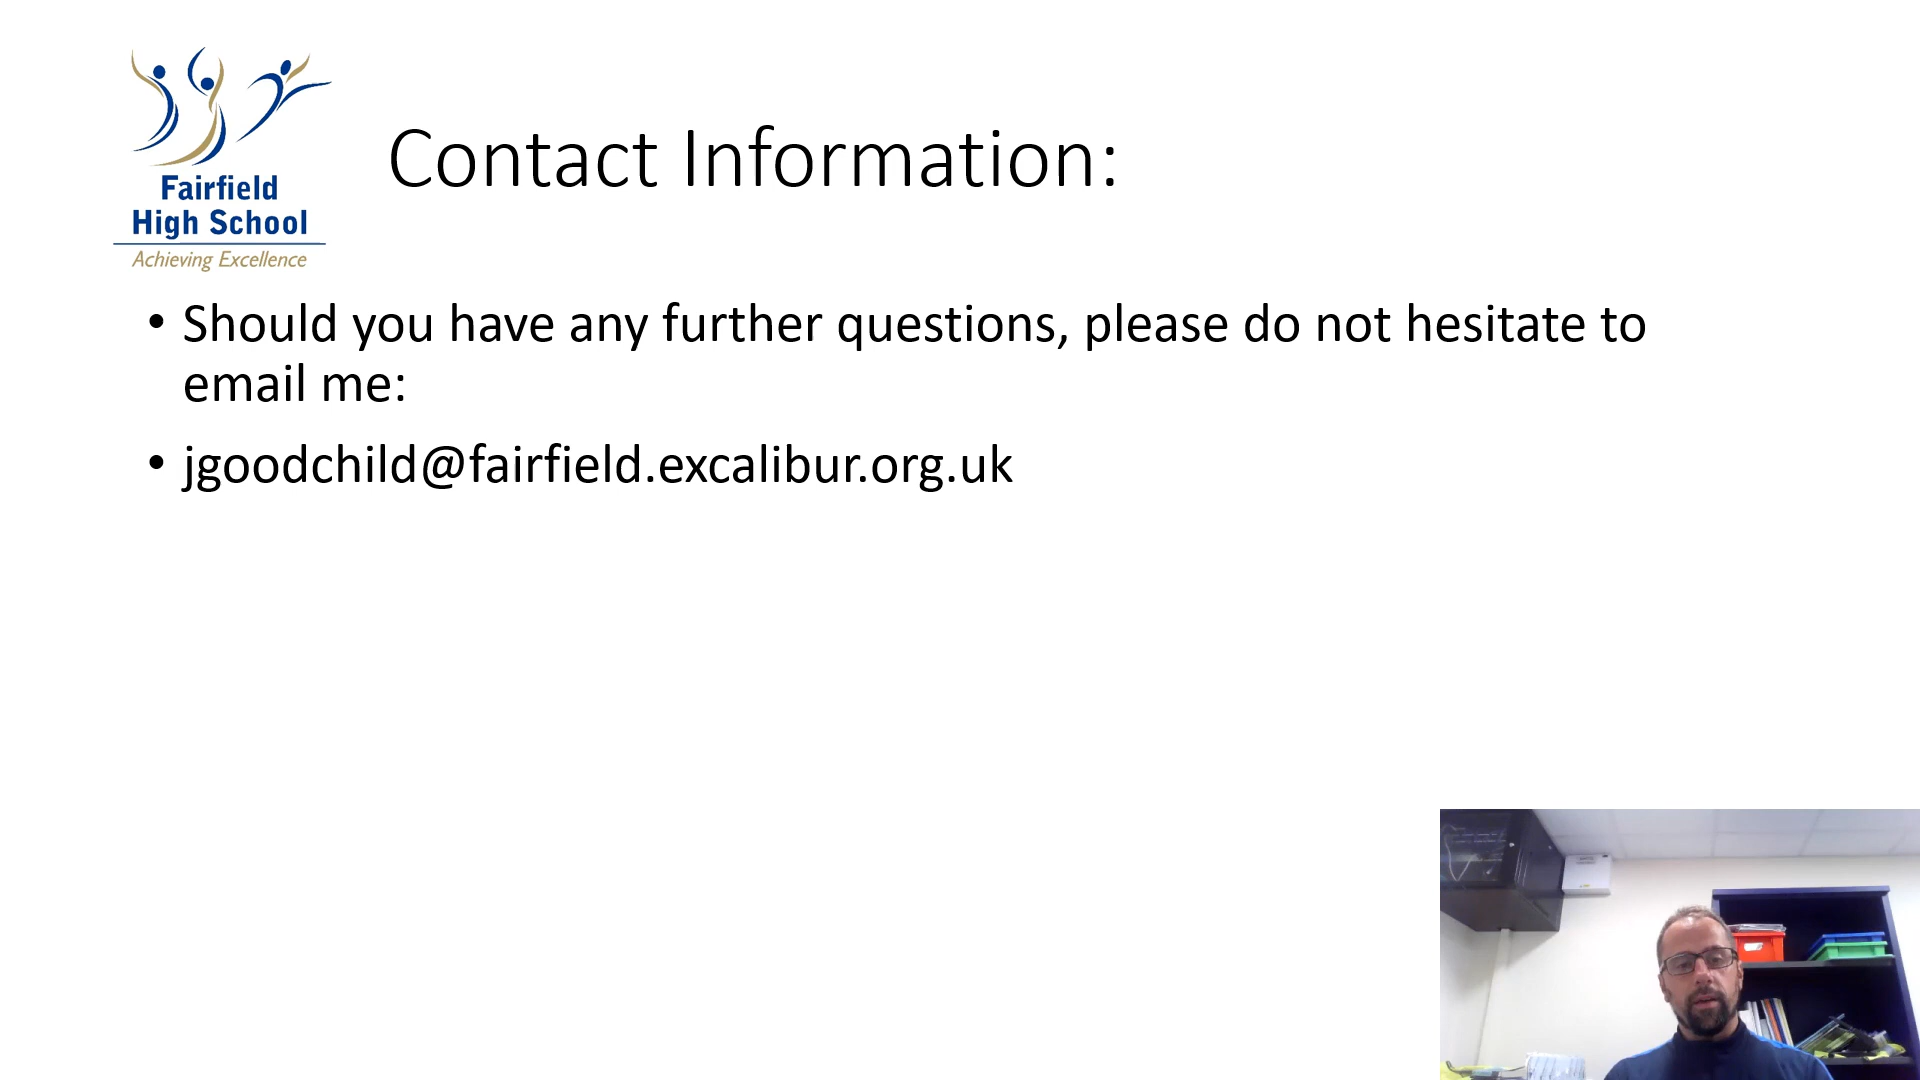 Fairfield
High School
Achieving Excellence
Contact Information:
• Should you have any further questions, please do not hesitate to
email me:
• jgoodchild@fairfield.excalibur.org.uk